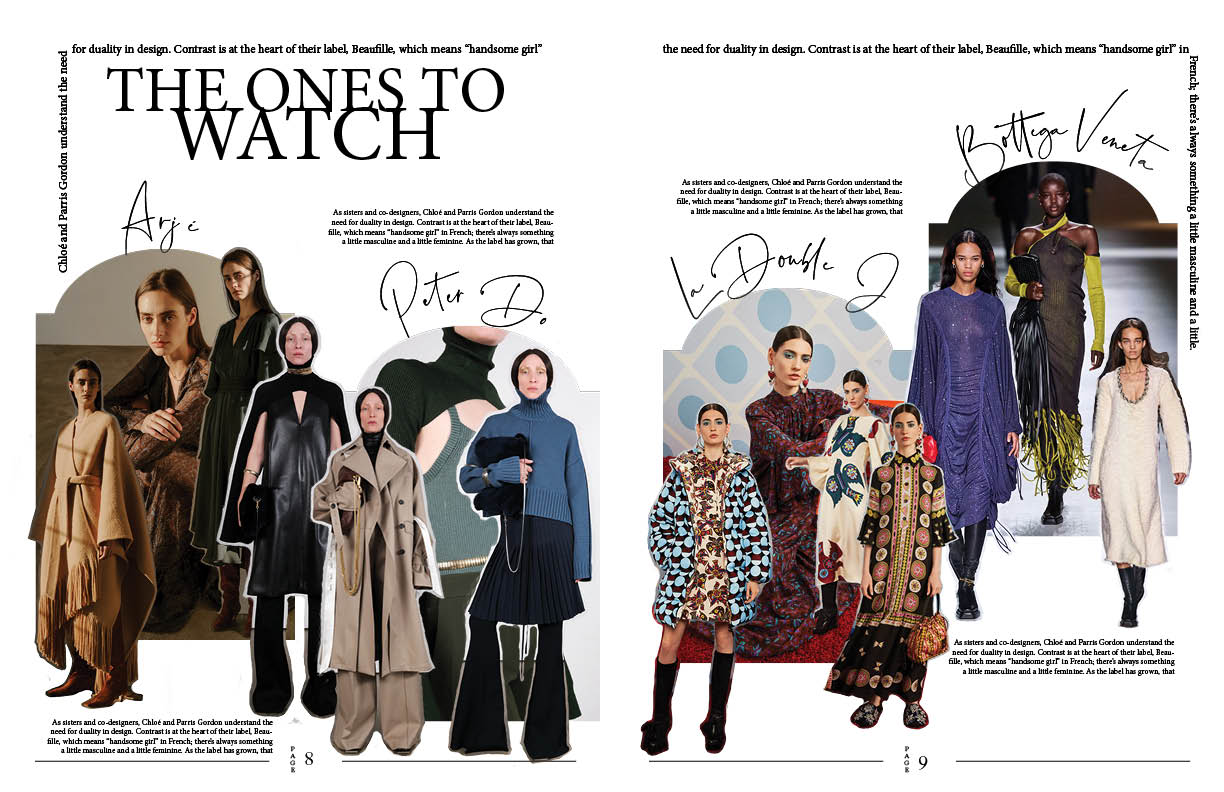 Chloé and Parris Gordon understand the need
for duality in design. Contrast is at the heart of their label, Beaufille, which means “handsome girl”
THE ONES TO
WATCH
Arjé
As sisters and co-designers, Chloé and Parris Gordon understand the
need for duality in design. Contrast is at the heart of their label, Beau-
fille, which means “handsome girl” in French; there’s always something
a little masculine and a little feminine. As the label has grown, that
Peter Do
As sisters and co-designers, Chloé and Parris Gordon understand the
need for duality in design. Contrast is at the heart of their label, Beau-
fille, which means “handsome girl” in French; there’s always something
a little masculine and a little feminine. As the label has grown, that
PAGE 8
the need for duality in design. Contrast is at the heart of their label, Beaufille, which means “handsome girl” in
French; there’s always something a little masculine and a little.
Bottega Veneta
As sisters and co-designers, Chloé and Parris Gordon understand the
need for duality in design. Contrast is at the heart of their label, Beau-
fille, which means “handsome girl” in French; there’s always something
a little masculine and a little feminine. As the label has grown, that
La Double J
As sisters and co-designers, Chloé and Parris Gordon understand the
need for duality in design. Contrast is at the heart of their label, Beau-
fille, which means “handsome girl” in French; there’s always something
a little masculine and a little feminine. As the label has grown, that
PAGE 9